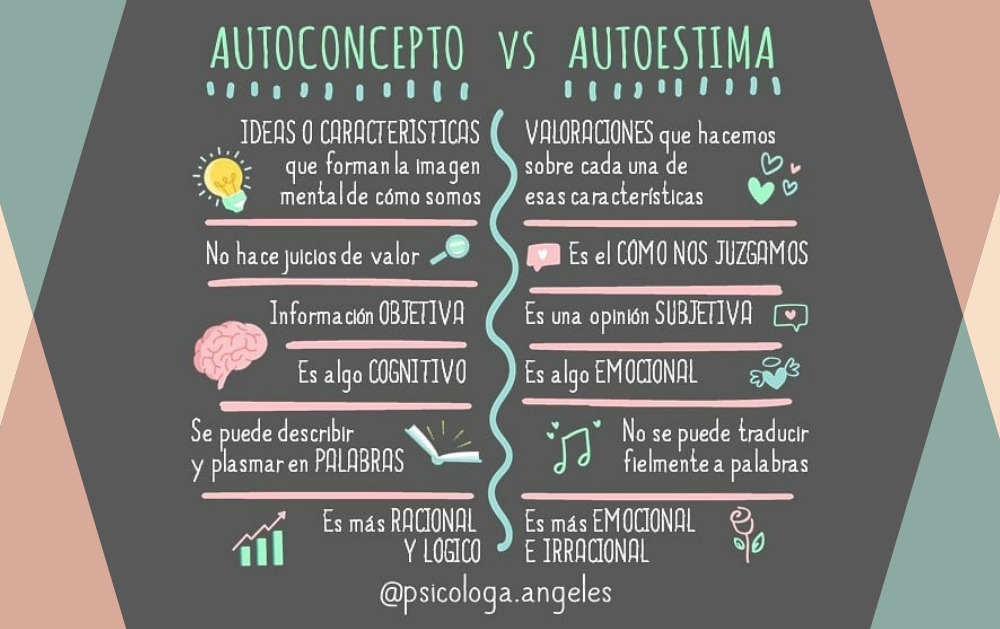 AUTOCONCEPTO VS AUTOESTIMA
IDEAS O CARACTERÍSTICAS
que forman la imagen
mental de cómo somos
VALORACIONES que hacemos
sobre cada una de
esas características
No hace juicios de valor
Es el CÓMO NOS JUZGAMOS
Información OBJETIVA
Es una opinión SUBJETIVA
Es algo COGNITIVO
Es algo EMOCIONAL
Se puede describir
y plasmar en PALABRAS
No se puede traducir
fielmente a palabras
Es más RACIONAL
Y LÓGICO
Es más EMOCIONAL
E IRRACIONAL
@psicologa.angeles